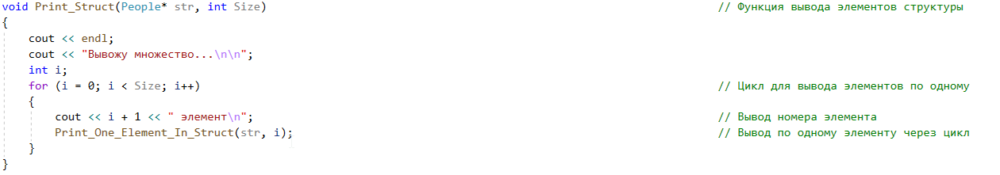 void Print_Struct(People* str, int Size) // Функция вывода элементов структуры
{
    cout << endl;
    cout << "Вывожу множество...\n\n";
    int i;
    for (i = 0; i < Size; i++) // Цикл для вывода элементов по одному
    {
        cout << i + 1 << " элемент\n"; // Вывод номера элемента
        Print_One_Element_In_Struct(str, i); // Вывод по одному элементу через цикл
    }
}